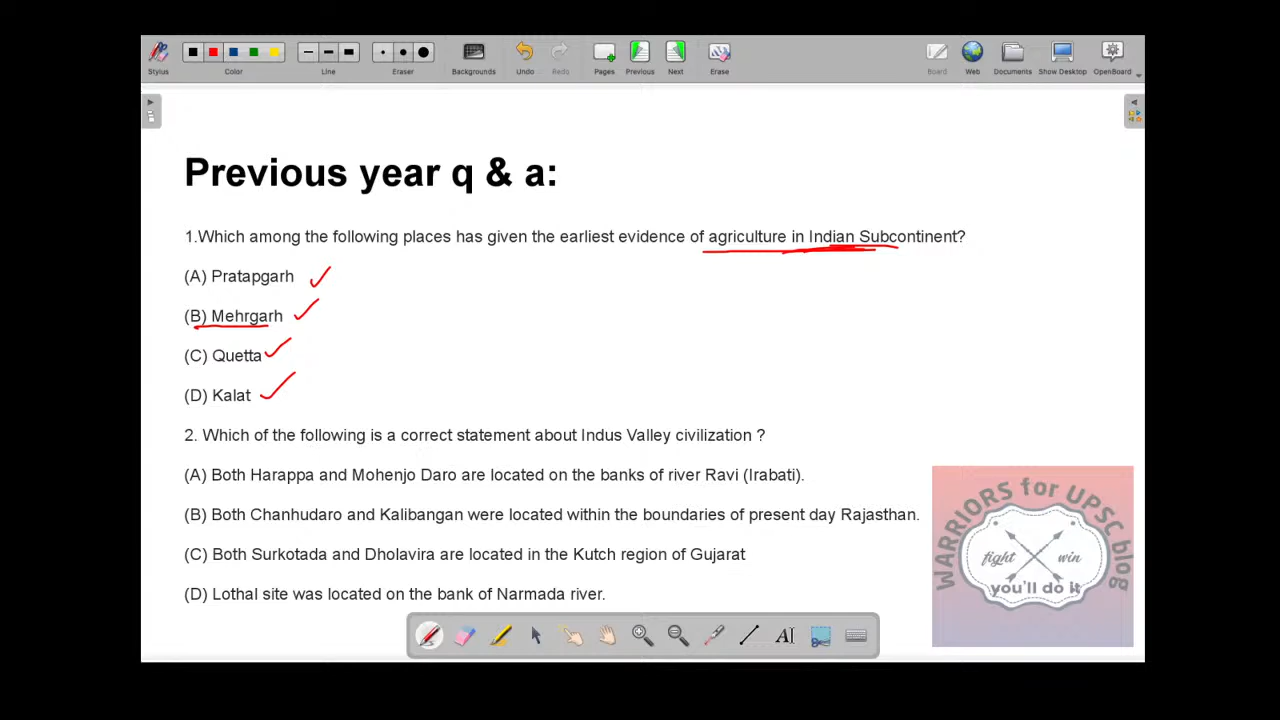 Stylus Color Line Eraser Backgrounds Undo Redo Pages Previous Next Erase Board Web Documents Show Desktop OpenBoard
Previous year q & a:
1.Which among the following places has given the earliest evidence of agriculture in Indian Subcontinent?
(A) Pratapgarh
(B) Mehrgarh
(C) Quetta
(D) Kalat
2. Which of the following is a correct statement about Indus Valley civilization ?
(A) Both Harappa and Mohenjo Daro are located on the banks of river Ravi (Irabati).
(B) Both Chanhudaro and Kalibangan were located within the boundaries of present day Rajasthan.
(C) Both Surkotada and Dholavira are located in the Kutch region of Gujarat
(D) Lothal site was located on the bank of Narmada river.
WARRIORS for UPSC blog
fight win
you'll do it
AI